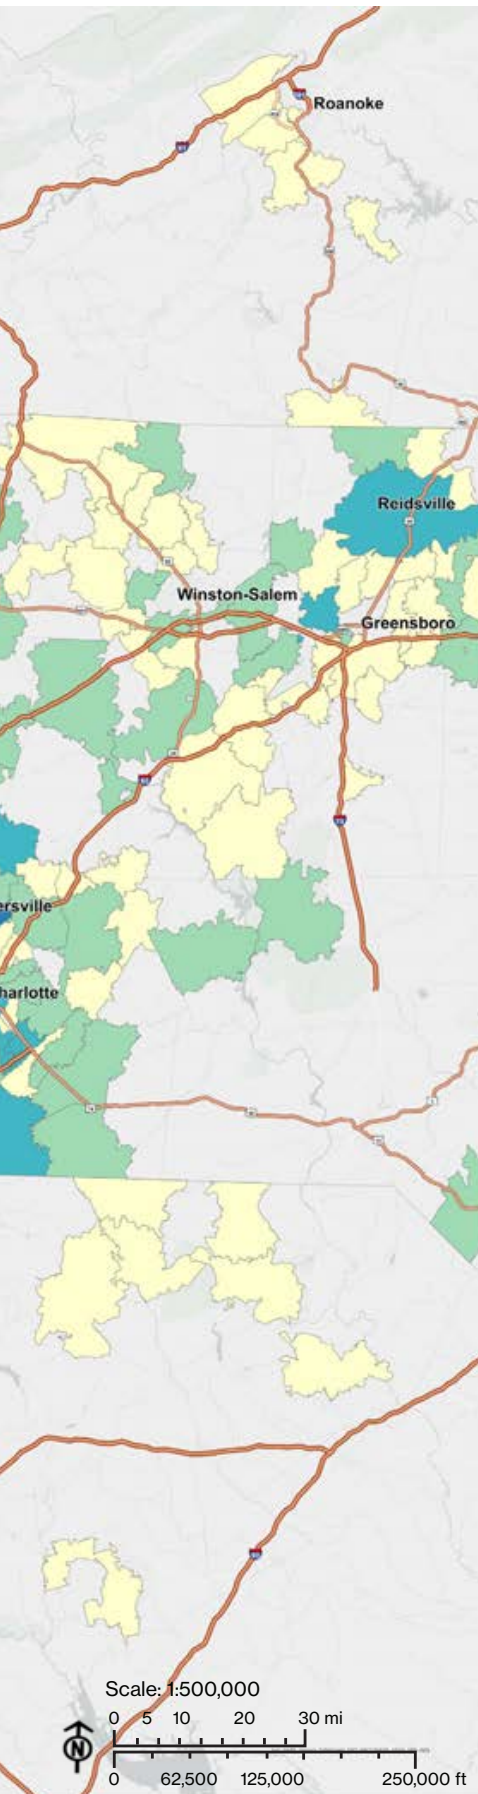 Roanoke
Reidsville
Winston-Salem
Greensboro
ersville
harlotte
Scale: 1:500,000
0 5 10 20 30 mi
N
0 62,500 125,000 250,000 ft